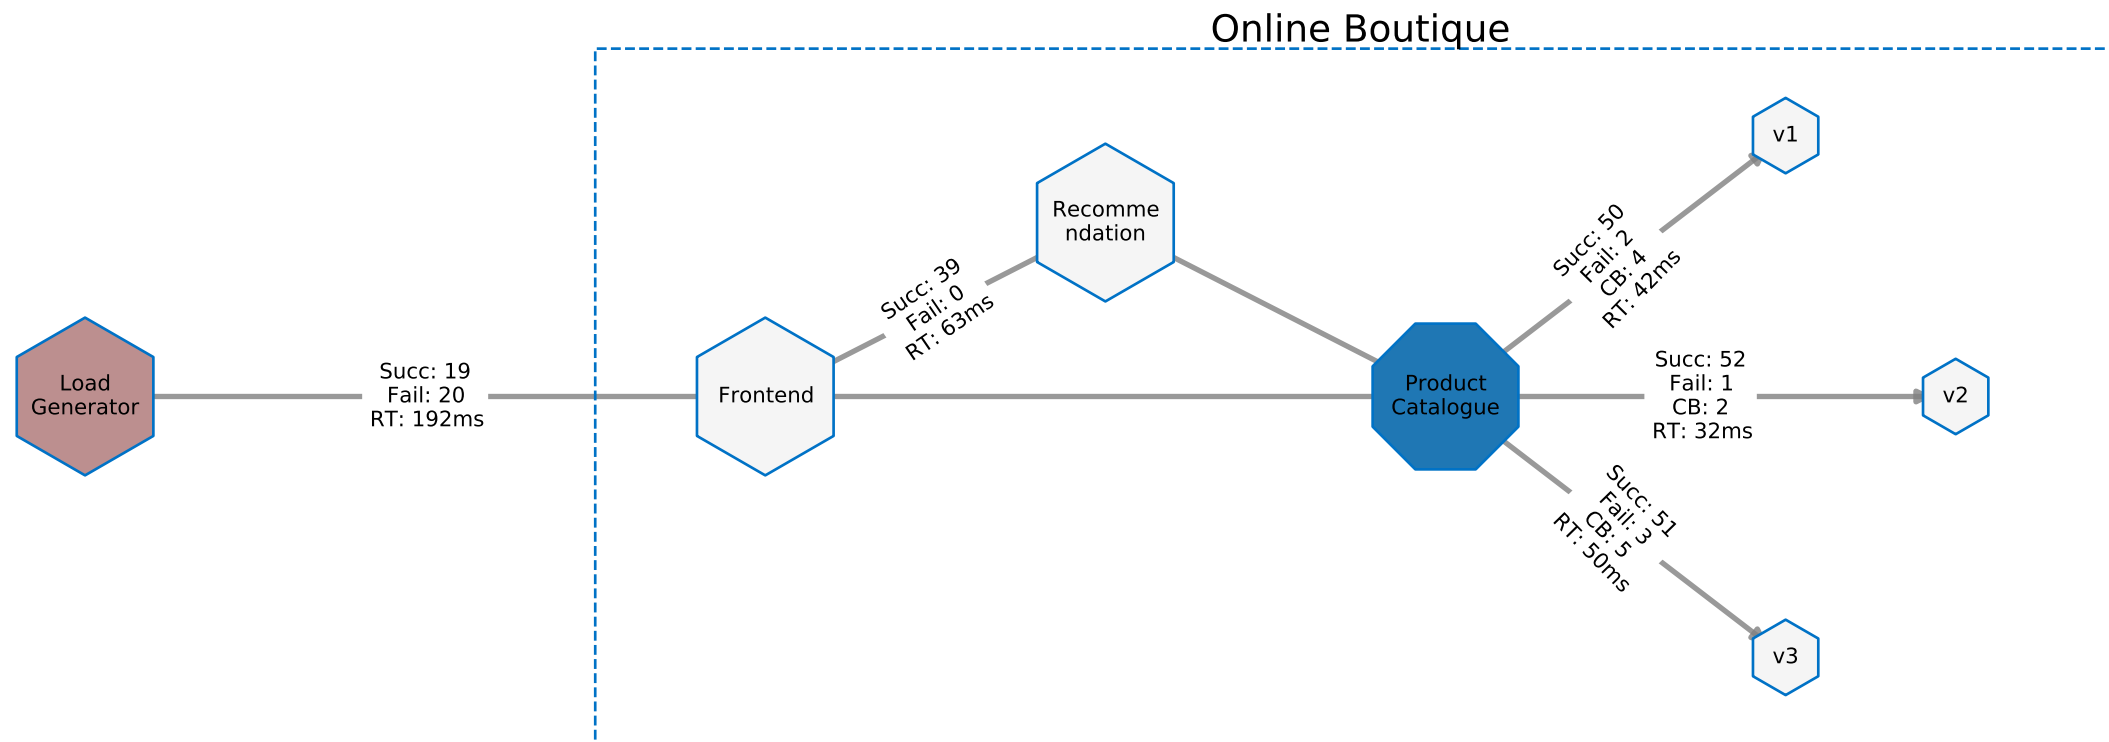 Online Boutique
Load
Generator
Succ: 19
Fail: 20
RT: 192ms
Frontend
Succ: 39
Fail: 0
RT: 63ms
Recomme
ndation
Product
Catalogue
Succ: 50
Fail: 2
CB: 4
RT: 42ms
v1
Succ: 52
Fail: 1
CB: 2
RT: 32ms
v2
Succ: 51
Fail: 3
CB: 5
RT: 50ms
v3